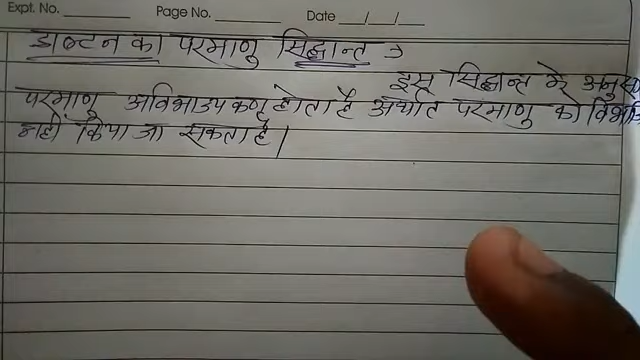 Expt. No. Page No. Date
डाल्टन का परमाणु सिद्धान्त :-
इस सिद्धान्त के अनुसा
परमाणु अविभाज्य कण होता है अर्थात परमाणु को विभा
नहीं किया जा सकता है।